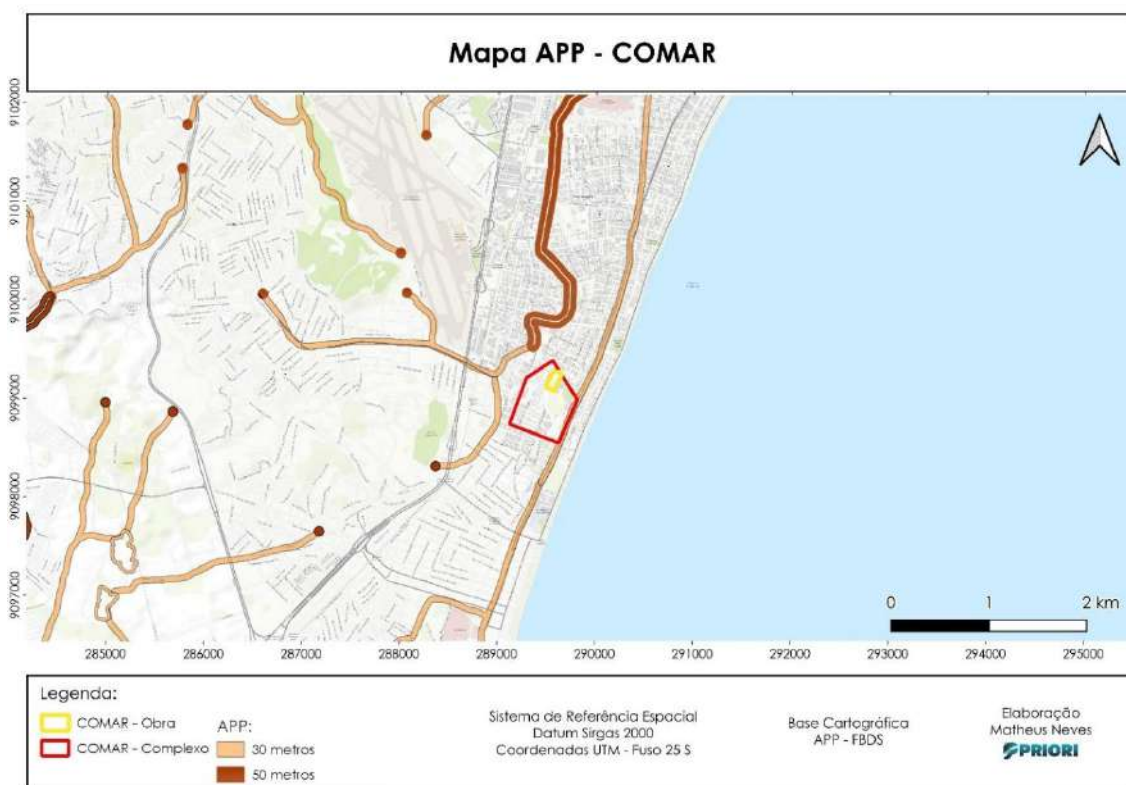 Mapa APP - COMAR
9102000
9101000
9100000
9099000
9098000
9097000
0 1 2 km
285000 286000 287000 288000 289000 290000 291000 292000 293000 294000 295000
Legenda:
COMAR - Obra
COMAR - Complexo
APP:
30 metros
50 metros
Sistema de Referência Espacial
Datum Sirgas 2000
Coordenadas UTM - Fuso 25 S
Base Cartográfica
APP - FBDS
Elaboração
Matheus Neves
PRIORI